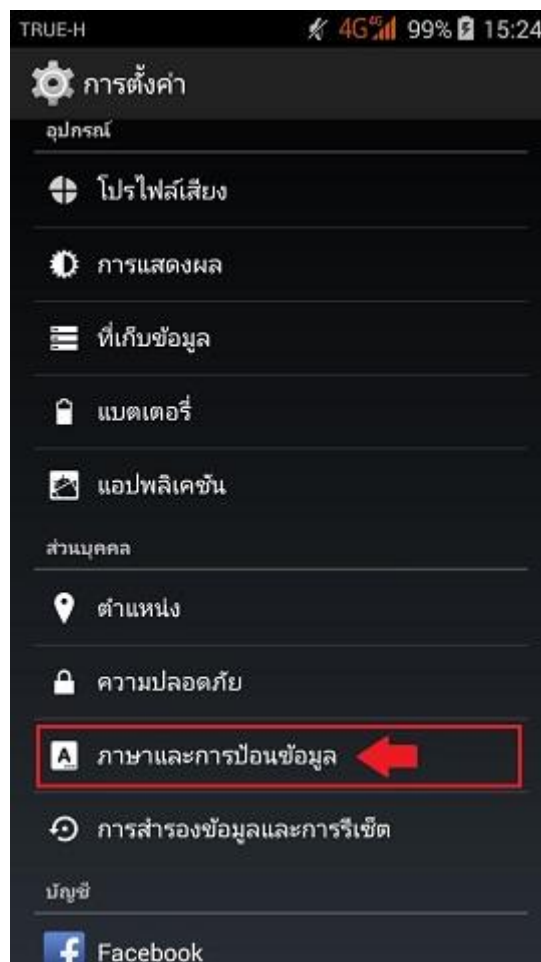 TRUE-H 4G 4G 99% 15:24
การตั้งค่า
อุปกรณ์
โปรไฟล์เสียง
การแสดงผล
ที่เก็บข้อมูล
แบตเตอรี่
แอปพลิเคชัน
ส่วนบุคคล
ตำแหน่ง
ความปลอดภัย
A ภาษาและการป้อนข้อมูล
การสำรองข้อมูลและการรีเซ็ต
บัญชี
f Facebook